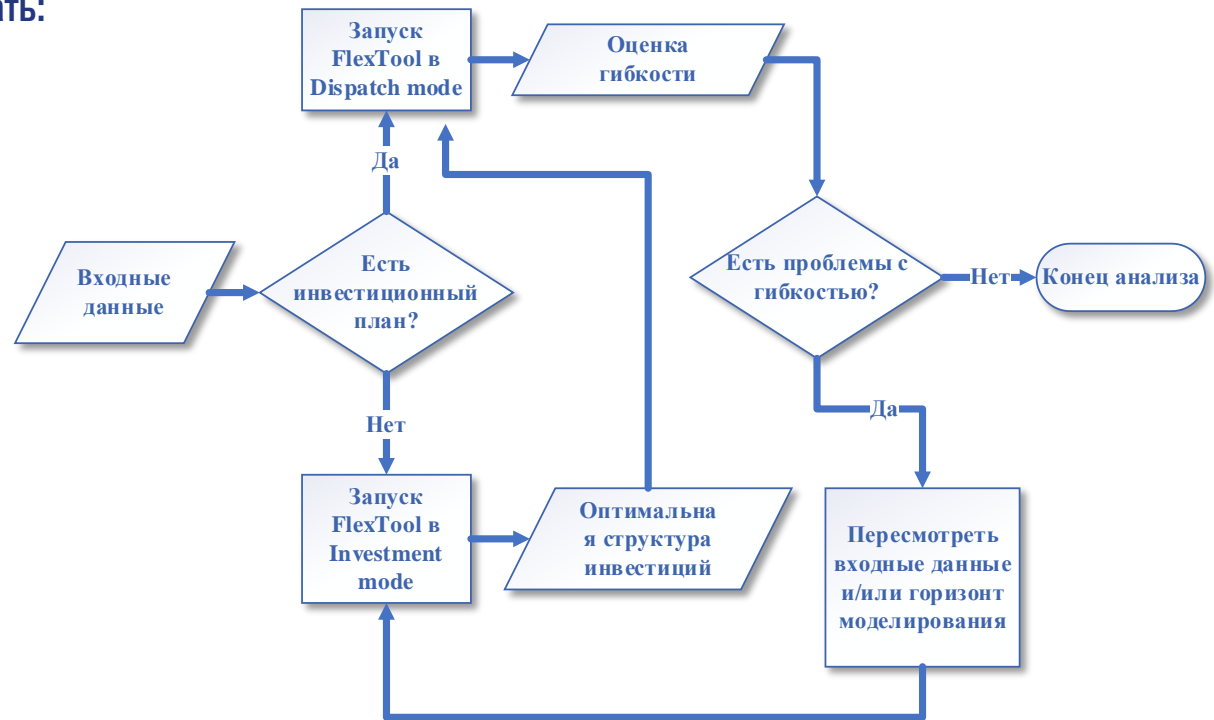 ать:
Запуск
FlexTool в
Dispatch mode
Оценка
гибкости
Да
Входные
данные
Есть
инвестиционный
план?
Есть проблемы с
гибкостью?
Нет
Конец анализа
Нет
Да
Запуск
FlexTool в
Investment
mode
Оптимальна
я структура
инвестиций
Пересмотреть
входные данные
и/или горизонт
моделирования